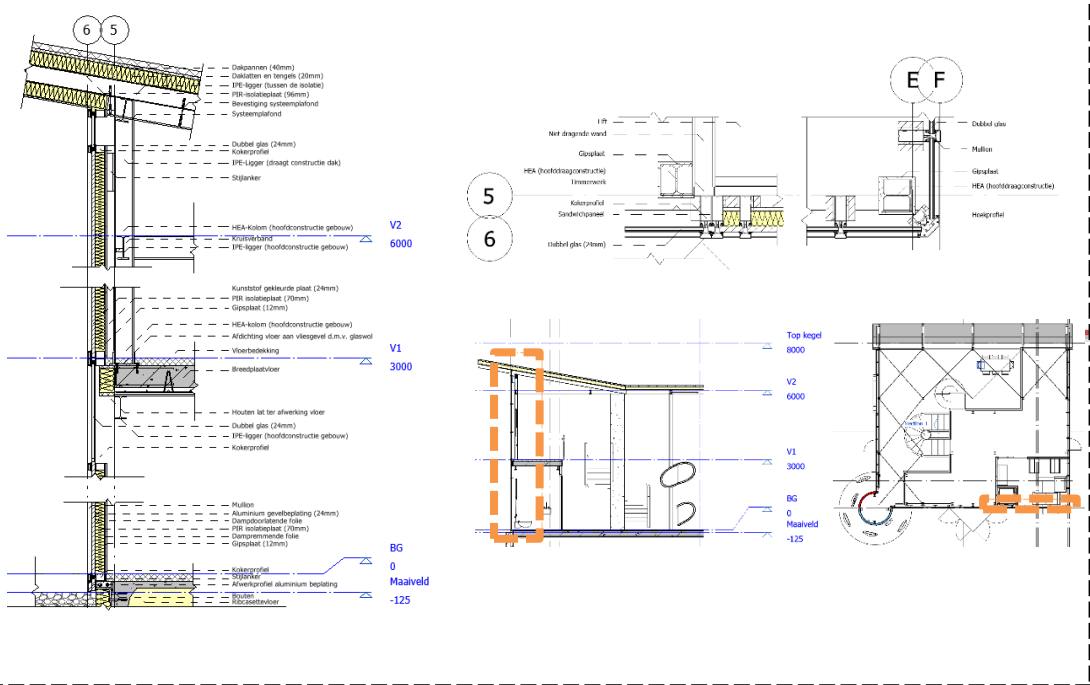 6 5
Dakpannen (40mm)
Daklatten en tengels (20mm)
IPE-ligger (tussen de isolatie)
PIR-isolatieplaat (96mm)
Bevestiging systeemplafond
Systeemplafond
Dubbel glas (24mm)
Kokerprofiel
IPE-Ligger (draagt constructie dak)
Stijlanker
HEA-Kolom (hoofdconstructie gebouw)
Kruisverband
IPE-ligger (hoofdconstructie gebouw)
V2
6000
Kunststof gekleurde plaat (24mm)
PIR isolatieplaat (70mm)
Gipsplaat (12mm)
HEA-kolom (hoofdconstructie gebouw)
Afdichting vloer aan vliesgevel d.m.v. glaswol
Vloerbedekking
Breedplaatvloer
V1
3000
Houten lat ter afwerking vloer
Dubbel glas (24mm)
IPE-ligger (hoofdconstructie gebouw)
Kokerprofiel
Mullion
Aluminium gevelbeplating (24mm)
Dampdoorlatende folie
PIR isolatieplaat (70mm)
Dampremmende folie
Gipsplaat (12mm)
Kokerprofiel
Stijlanker
Afwerkprofiel aluminium beplating
Bouten
Ribcasettevloer
BG
0
Maaiveld
-125
Lift
Niet dragende wand
Gipsplaat
HEA (hoofddraagconstructie)
Timmerwerk
Kokerprofiel
Sandwichpaneel
Dubbel glas (24mm)
5
6
E F
Dubbel glas
Mullion
Gipsplaat
HEA (hoofddraagconstructie)
Hoekprofiel
Top kegel
8000
V2
6000
V1
3000
BG
0
Maaiveld
-125
Section 1